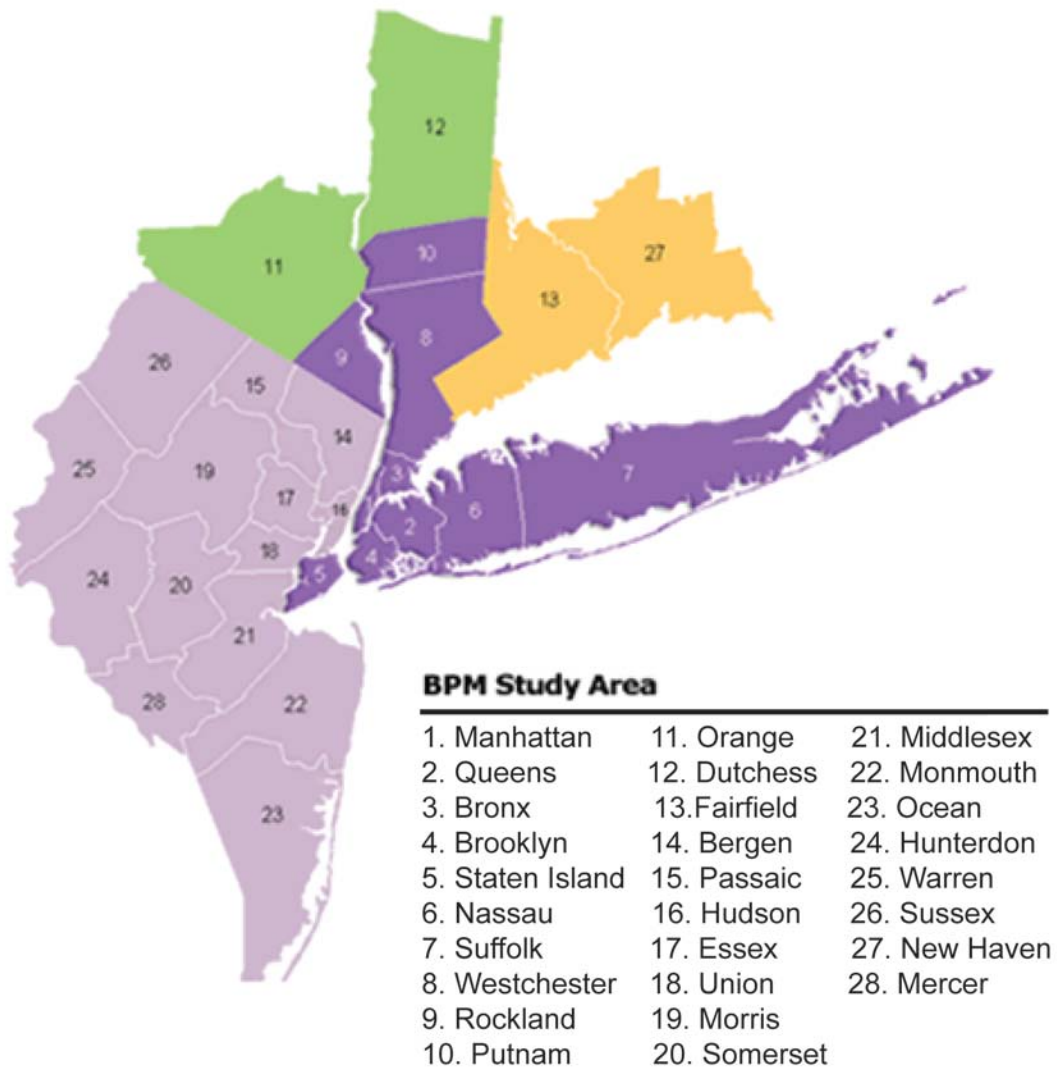 12
10
27
11
13
8
26
9
15
14
7
19
25
3
17
6
16
2
18
4
5
24
20
21
28
22
23
BPM Study Area
1. Manhattan 11. Orange 21. Middlesex
2. Queens 12. Dutchess 22. Monmouth
3. Bronx 13.Fairfield 23. Ocean
4. Brooklyn 14. Bergen 24. Hunterdon
5. Staten Island 15. Passaic 25. Warren
6. Nassau 16. Hudson 26. Sussex
7. Suffolk 17. Essex 27. New Haven
8. Westchester 18. Union 28. Mercer
9. Rockland 19. Morris
10. Putnam 20. Somerset